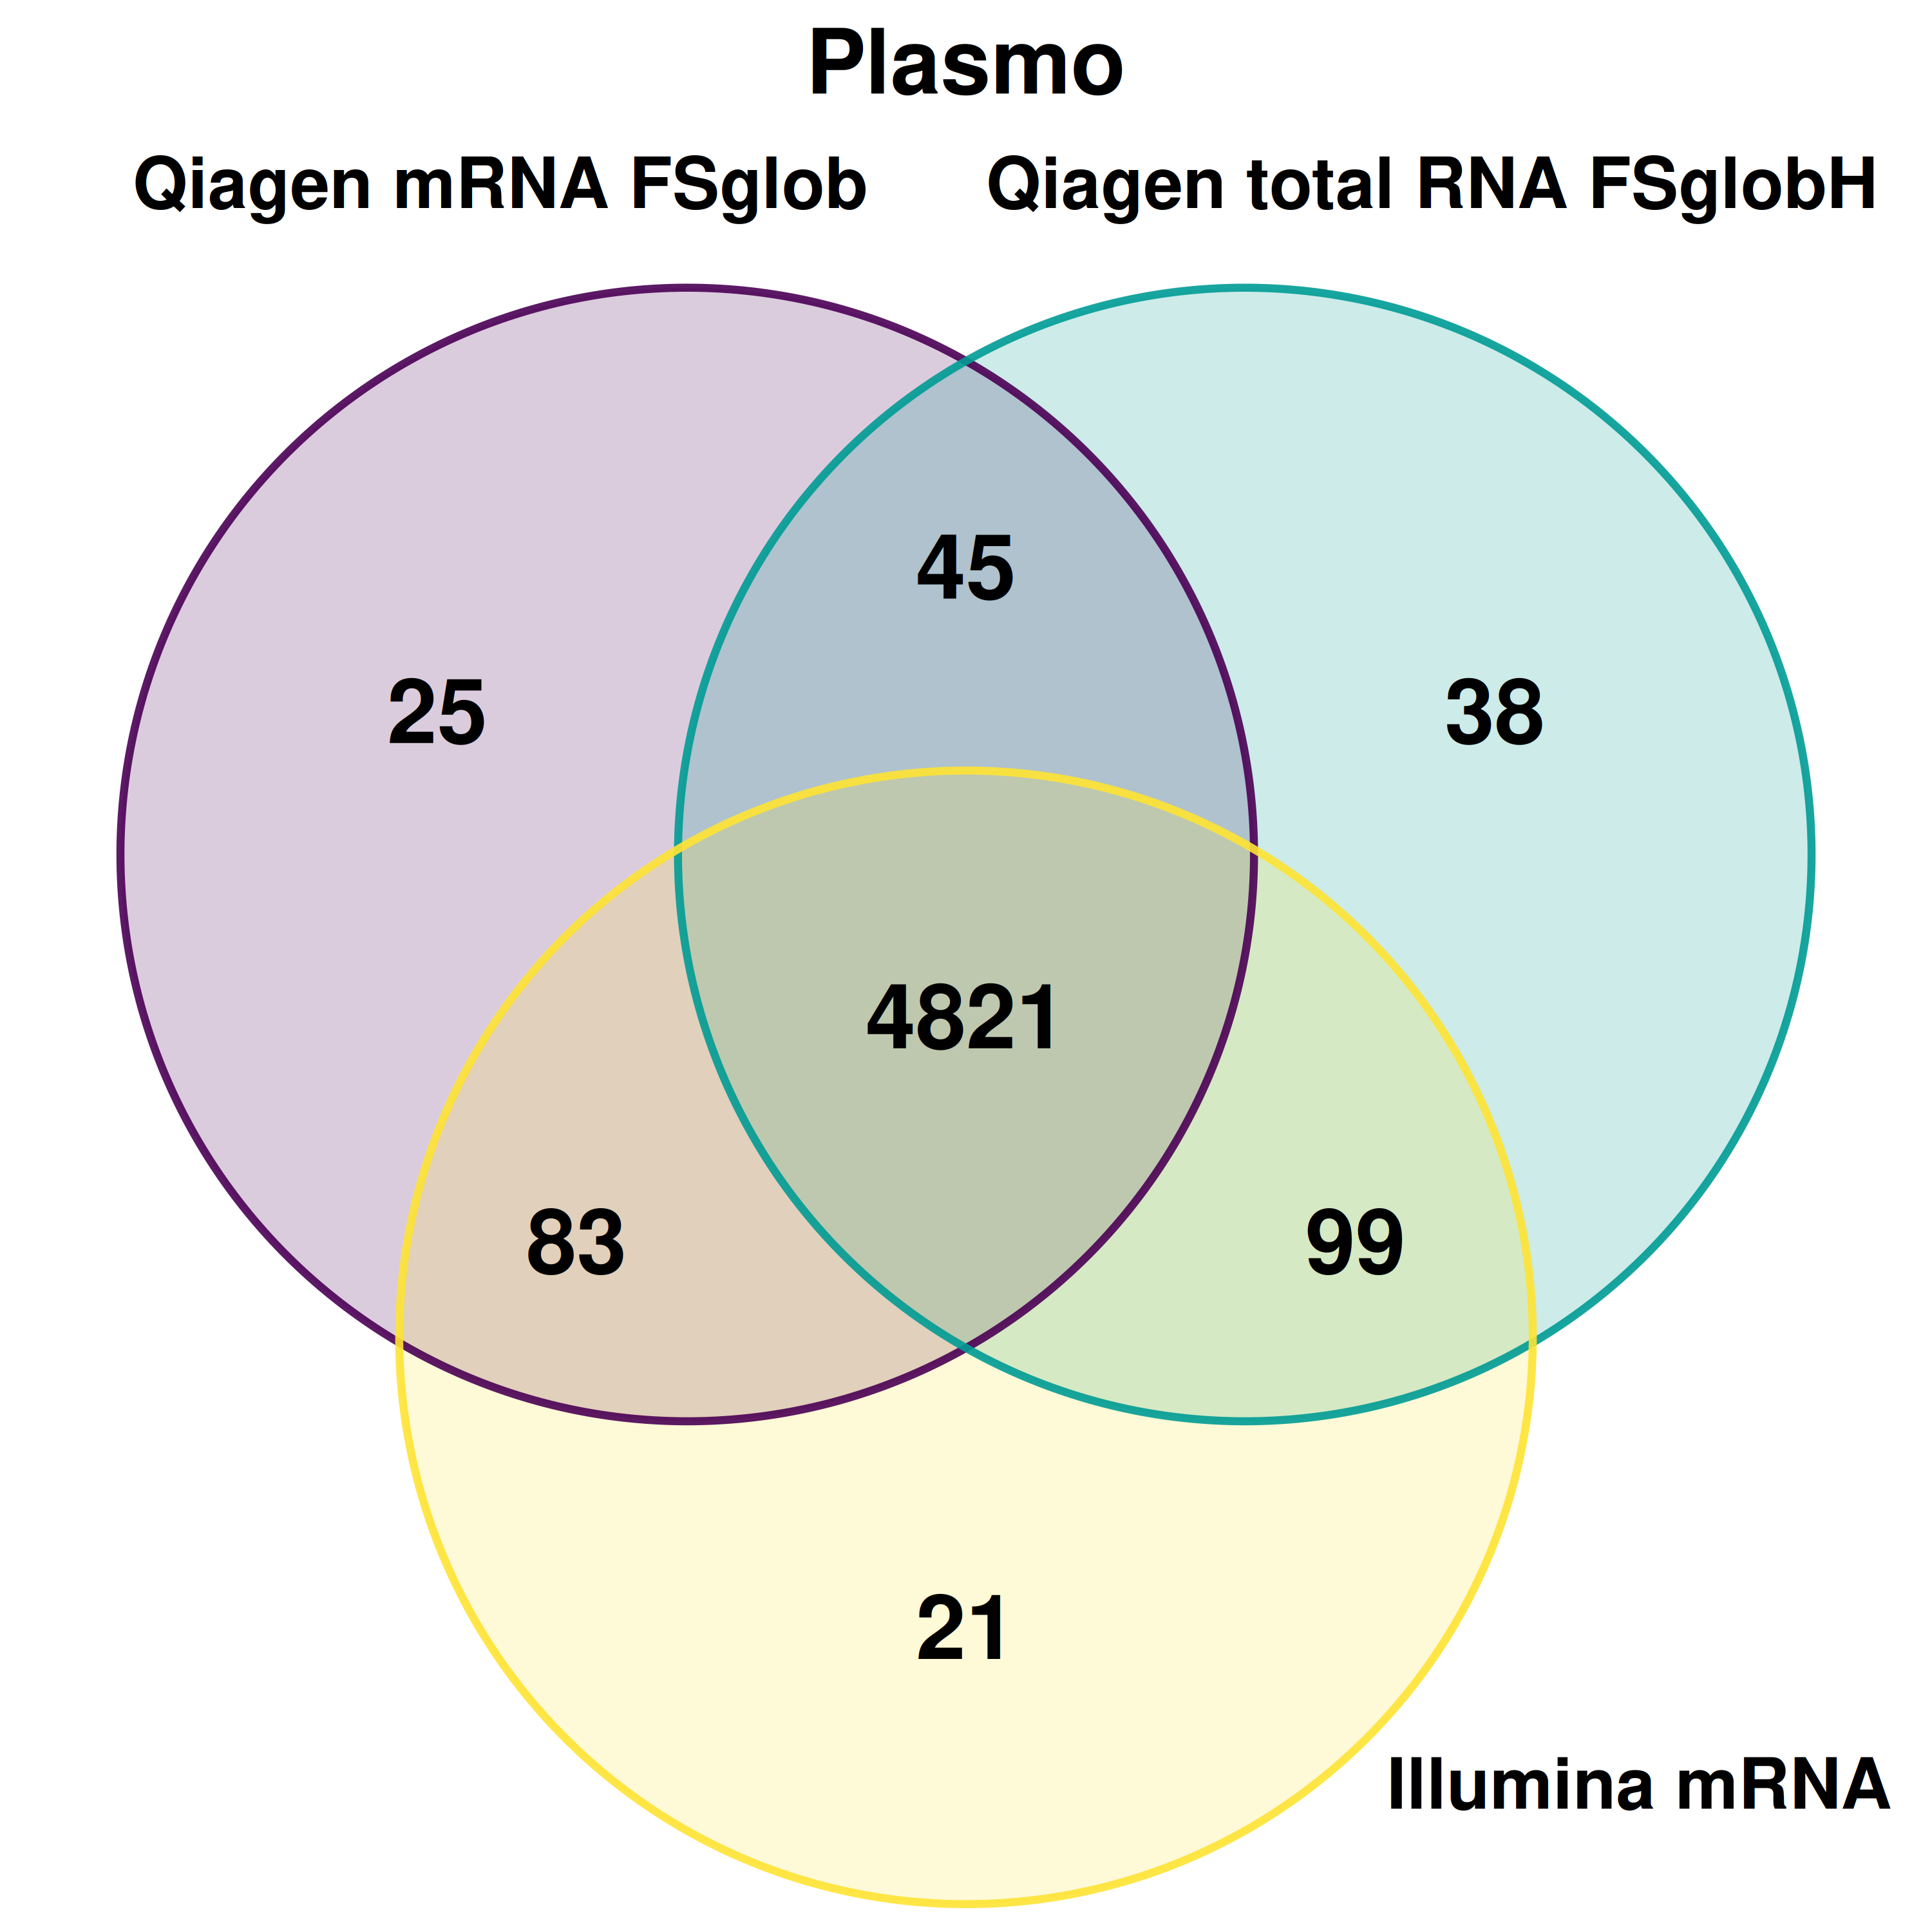 Plasmo
Qiagen mRNA FSglob
Qiagen total RNA FSglobH
45
25
38
4821
83
99
21
Illumina mRNA